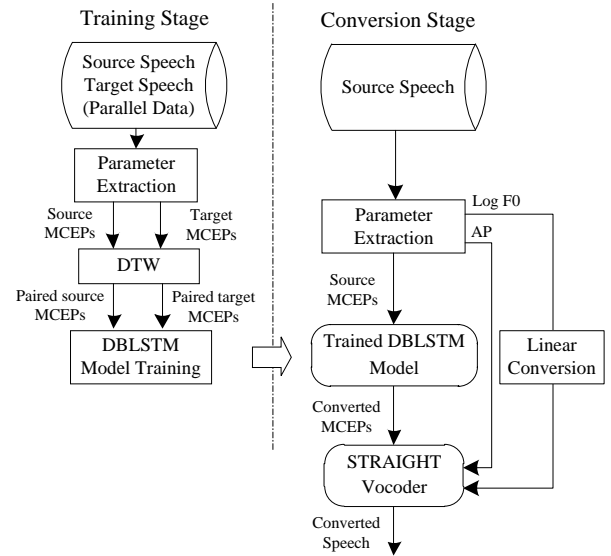 Training Stage
Source Speech
Target Speech
(Parallel Data)
Parameter
Extraction
Source
MCEPs
Target
MCEPs
DTW
Paired source
MCEPs
Paired target
MCEPs
DBLSTM
Model Training
Conversion Stage
Source Speech
Parameter
Extraction
Log F0
AP
Source
MCEPs
Trained DBLSTM
Model
Linear
Conversion
Converted
MCEPs
STRAIGHT
Vocoder
Converted
Speech